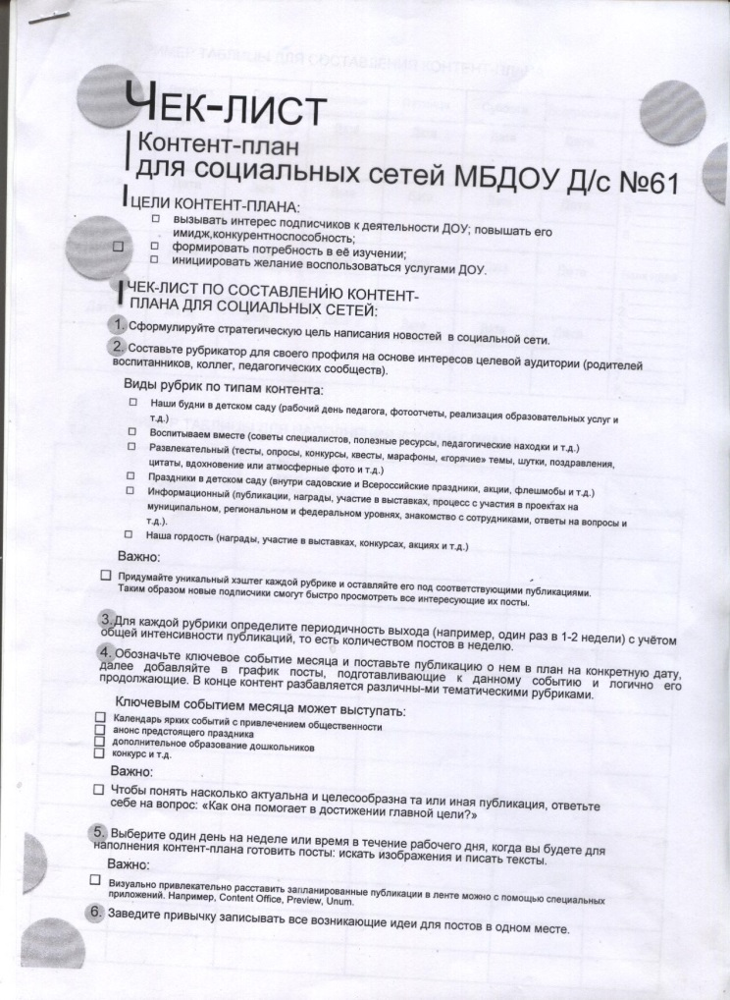 Чек-лист
Контент-план
для социальных сетей МБДОУ Д/с №61
ЦЕЛИ КОНТЕНТ-ПЛАНА:
вызывать интерес подписчиков к деятельности ДОУ; повышать его
имидж,конкурентноспособность;
формировать потребность в её изучении;
инициировать желание воспользоваться услугами ДОУ.
ЧЕК-ЛИСТ ПО СОСТАВЛЕНИЮ КОНТЕНТ-
ПЛАНА ДЛЯ СОЦИАЛЬНЫХ СЕТЕЙ:
1. Сформулируйте стратегическую цель написания новостей в социальной сети.
2. Составьте рубрикатор для своего профиля на основе интересов целевой аудитории (родителей
воспитанников, коллег, педагогических сообществ).
Виды рубрик по типам контента:
Наши будни в детском саду (рабочий день педагога, фотоотчеты, реализация образовательных услуг и
т.д.)
Воспитываем вместе (советы специалистов, полезные ресурсы, педагогические находки и т.д.)
Развлекательный (тесты, опросы, конкурсы, квесты, марафоны, «горячие» темы, шутки, поздравления,
цитаты, вдохновение или атмосферные фото и т.д.)
Праздники в детском саду (внутри садовские и Всероссийские праздники, акции, флешмобы и т.д.)
Информационный (публикации, награды, участие в выставках, процесс с участия в проектах на
муниципальном, региональном и федеральном уровнях, знакомство с сотрудниками, ответы на вопросы и
т.д.).
Наша гордость (награды, участие в выставках, конкурсах, акциях и т.д.)
Важно:
Придумайте уникальный хэштег каждой рубрике и оставляйте его под соответствующими публикациями.
Таким образом новые подписчики смогут быстро просмотреть все интересующие их посты.
3. Для каждой рубрики определите периодичность выхода (например, один раз в 1-2 недели) с учётом
общей интенсивности публикаций, то есть количеством постов в неделю.
4. Обозначьте ключевое событие месяца и поставьте публикацию о нем в план на конкретную дату,
далее добавляйте в график посты, подготавливающие к данному событию и логично его
продолжающие. В конце контент разбавляется различны-ми тематическими рубриками.
Ключевым событием месяца может выступать:
Календарь ярких событий с привлечением общественности
анонс предстоящего праздника
дополнительное образование дошкольников
конкурс и т.д.
Важно:
Чтобы понять насколько актуальна и целесообразна та или иная публикация, ответьте
себе на вопрос: «Как она помогает в достижении главной цели?»
5. Выберите один день на неделе или время в течение рабочего дня, когда вы будете для
наполнения контент-плана готовить посты: искать изображения и писать тексты.
Важно:
Визуально привлекательно расставить запланированные публикации в ленте можно с помощью специальных
приложений. Например, Content Office, Preview, Unum.
6. Заведите привычку записывать все возникающие идеи для постов в одном месте.